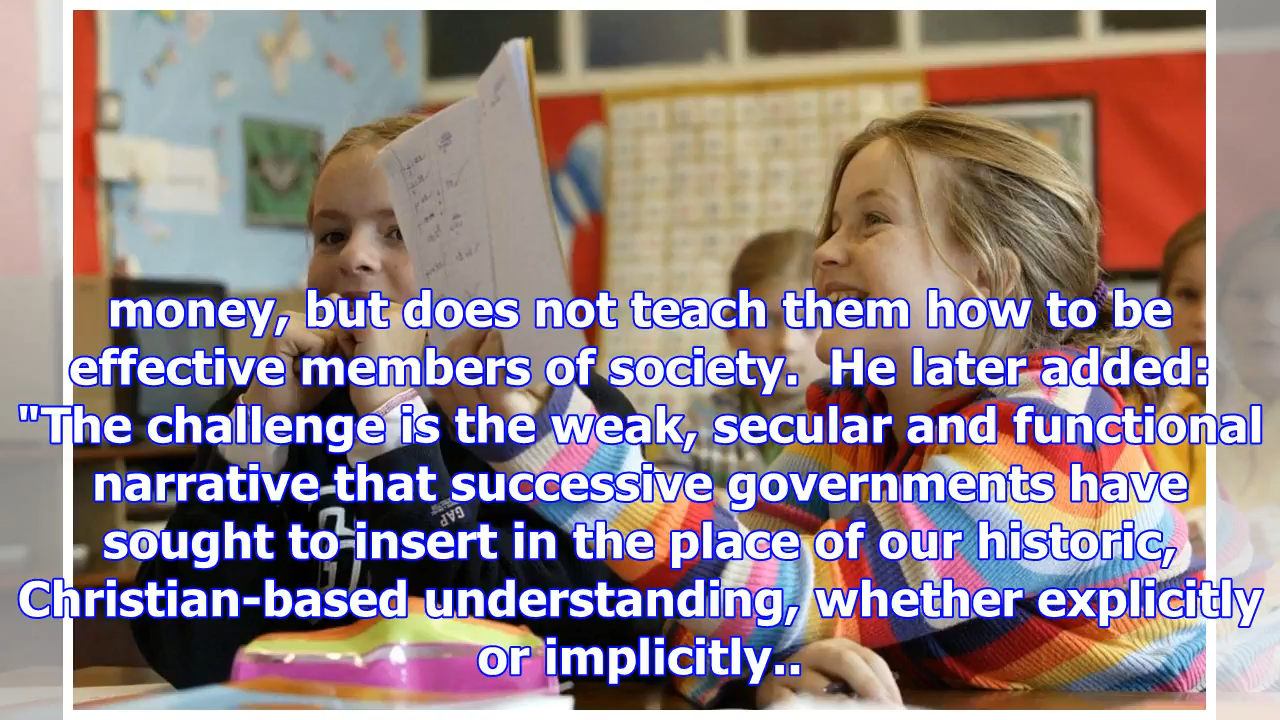 money, but does not teach them how to be
effective members of society.  He later added:
"The challenge is the weak, secular and functional
narrative that successive governments have
sought to insert in the place of our historic,
Christian-based understanding, whether explicitly
or implicitly..
GAP